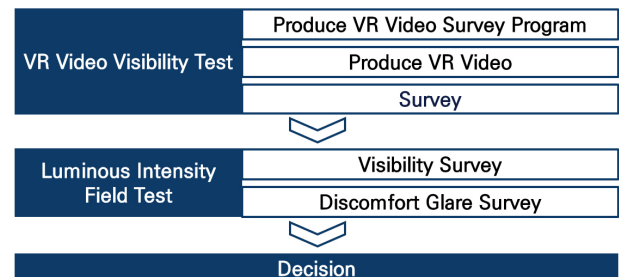 VR Video Visibility Test
Produce VR Video Survey Program
Produce VR Video
Survey
Luminous Intensity
Field Test
Visibility Survey
Discomfort Glare Survey
Decision